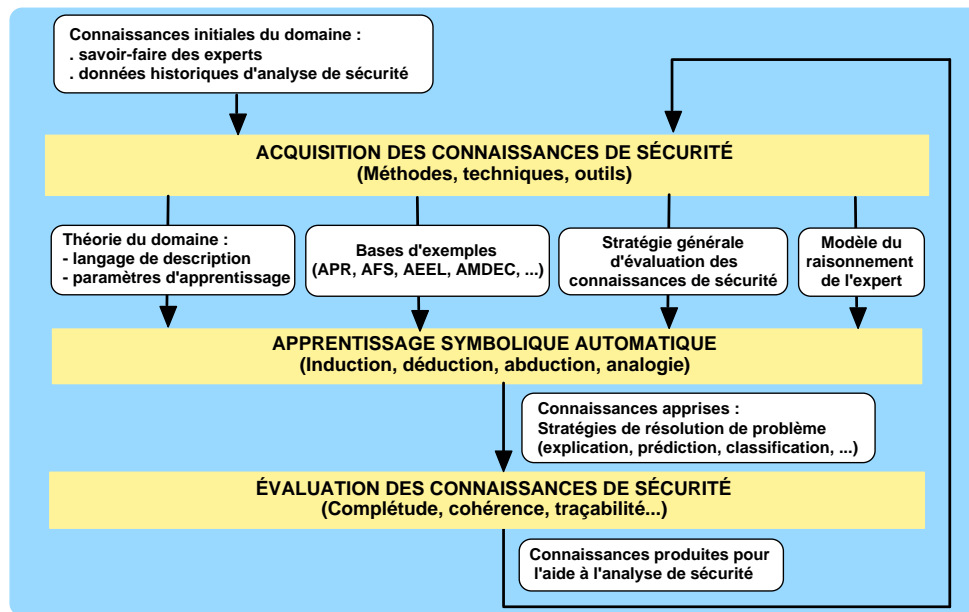 Connaissances initiales du domaine :
. savoir-faire des experts
. données historiques d'analyse de sécurité
ACQUISITION DES CONNAISSANCES DE SÉCURITÉ
(Méthodes, techniques, outils)
Théorie du domaine :
- langage de description
- paramètres d'apprentissage
Bases d'exemples
(APR, AFS, AEEL, AMDEC, ...)
Stratégie générale
d'évaluation des
connaissances de sécurité
Modèle du
raisonnement
de l'expert
APPRENTISSAGE SYMBOLIQUE AUTOMATIQUE
(Induction, déduction, abduction, analogie)
Connaissances apprises :
Stratégies de résolution de problème
(explication, prédiction, classification, ...)
ÉVALUATION DES CONNAISSANCES DE SÉCURITÉ
(Complétude, cohérence, traçabilité...)
Connaissances produites pour
l'aide à l'analyse de sécurité